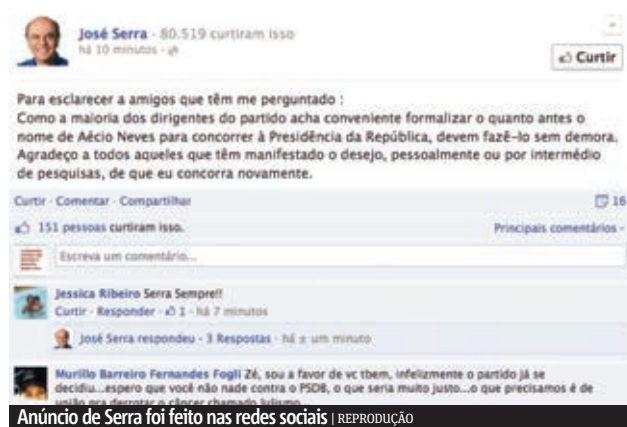 José Serra · 80.519 curtiram isso
há 10 minutos ·
Curtir
Para esclarecer a amigos que têm me perguntado :
Como a maioria dos dirigentes do partido acha conveniente formalizar o quanto antes o
nome de Aécio Neves para concorrer à Presidência da República, devem fazê-lo sem demora.
Agradeço a todos aqueles que têm manifestado o desejo, pessoalmente ou por intermédio
de pesquisas, de que eu concorra novamente.
Curtir · Comentar · Compartilhar 16
151 pessoas curtiram isso. Principais comentários
Escreva um comentário...
Jessica Ribeiro Serra Sempre!!
Curtir · Responder · 1 · há 7 minutos
José Serra respondeu · 3 Respostas · há ± um minuto
Murillo Barreiro Fernandes Fogli Zé, sou a favor de vc tbem, infelizmente o partido já se
decidiu...espero que você não nade contra o PSDB, o que seria muito justo...o que precisamos é de
união pra derrotar o câncer chamado lulismo
Anúncio de Serra foi feito nas redes sociais | REPRODUÇÃO